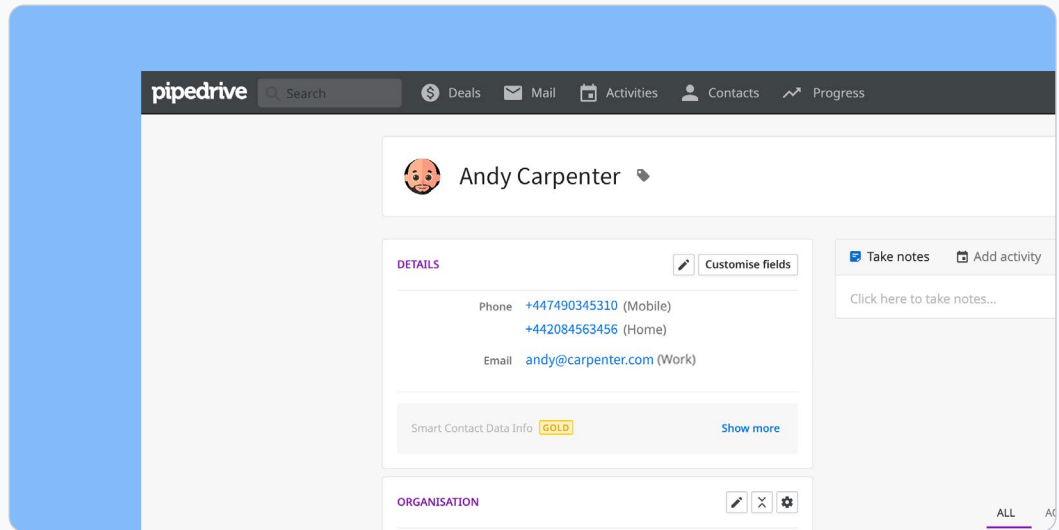 pipedrive Search Deals Mail Activities Contacts Progress
Andy Carpenter
DETAILS Customise fields
Phone +447490345310 (Mobile)
+442084563456 (Home)
Email andy@carpenter.com (Work)
Smart Contact Data Info GOLD Show more
ORGANISATION
Take notes Add activity
Click here to take notes...
ALL